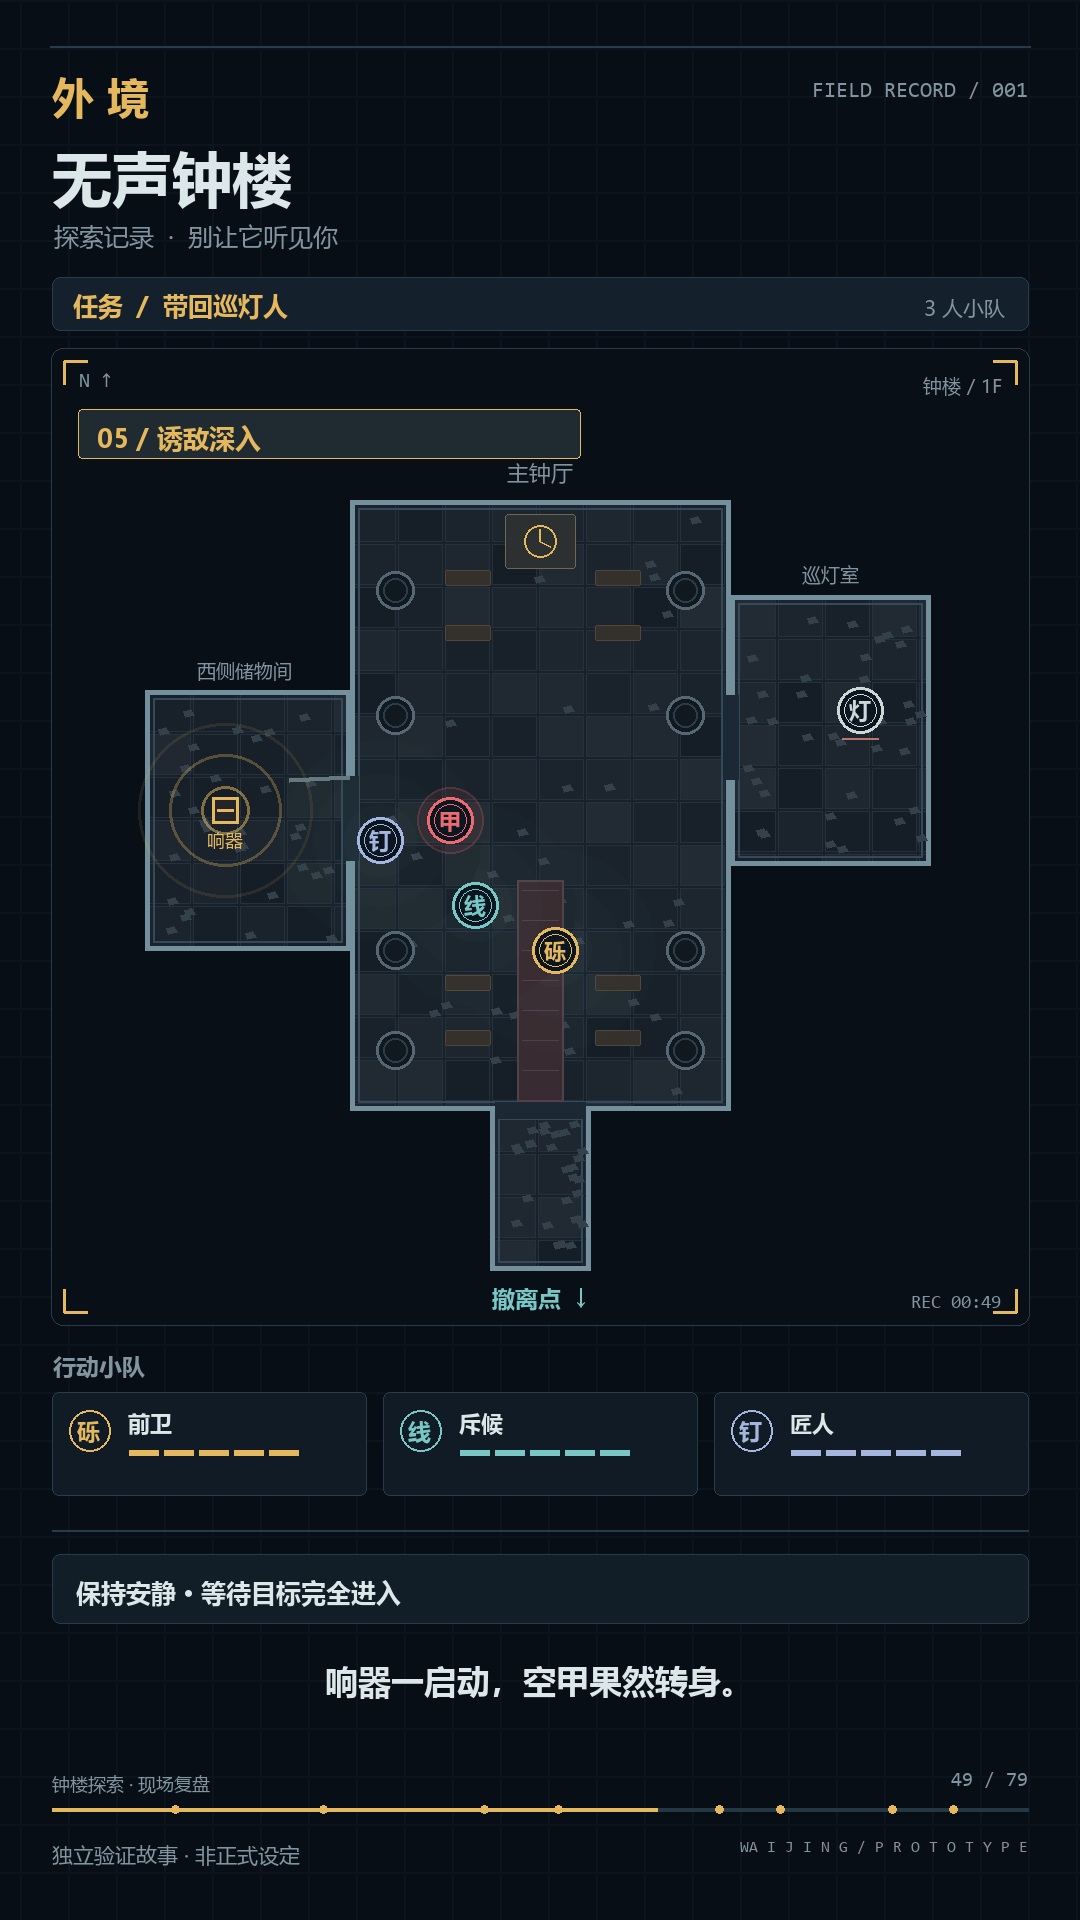 外境
FIELD RECORD / 001
无声钟楼
探索记录 · 别让它听见你
任务 / 带回巡灯人
3 人小队
N ↑
钟楼 / 1F
05 / 诱敌深入
主钟厅
巡灯室
西侧储物间
灯
甲
响器
钉
线
砾
撤离点 ↓
REC 00:49
行动小队
砾 前卫
线 斥候
钉 匠人
保持安静·等待目标完全进入
响器一启动，空甲果然转身。
钟楼探索 · 现场复盘
49 / 79
独立验证故事 · 非正式设定
WAIJING/PROTOTYPE